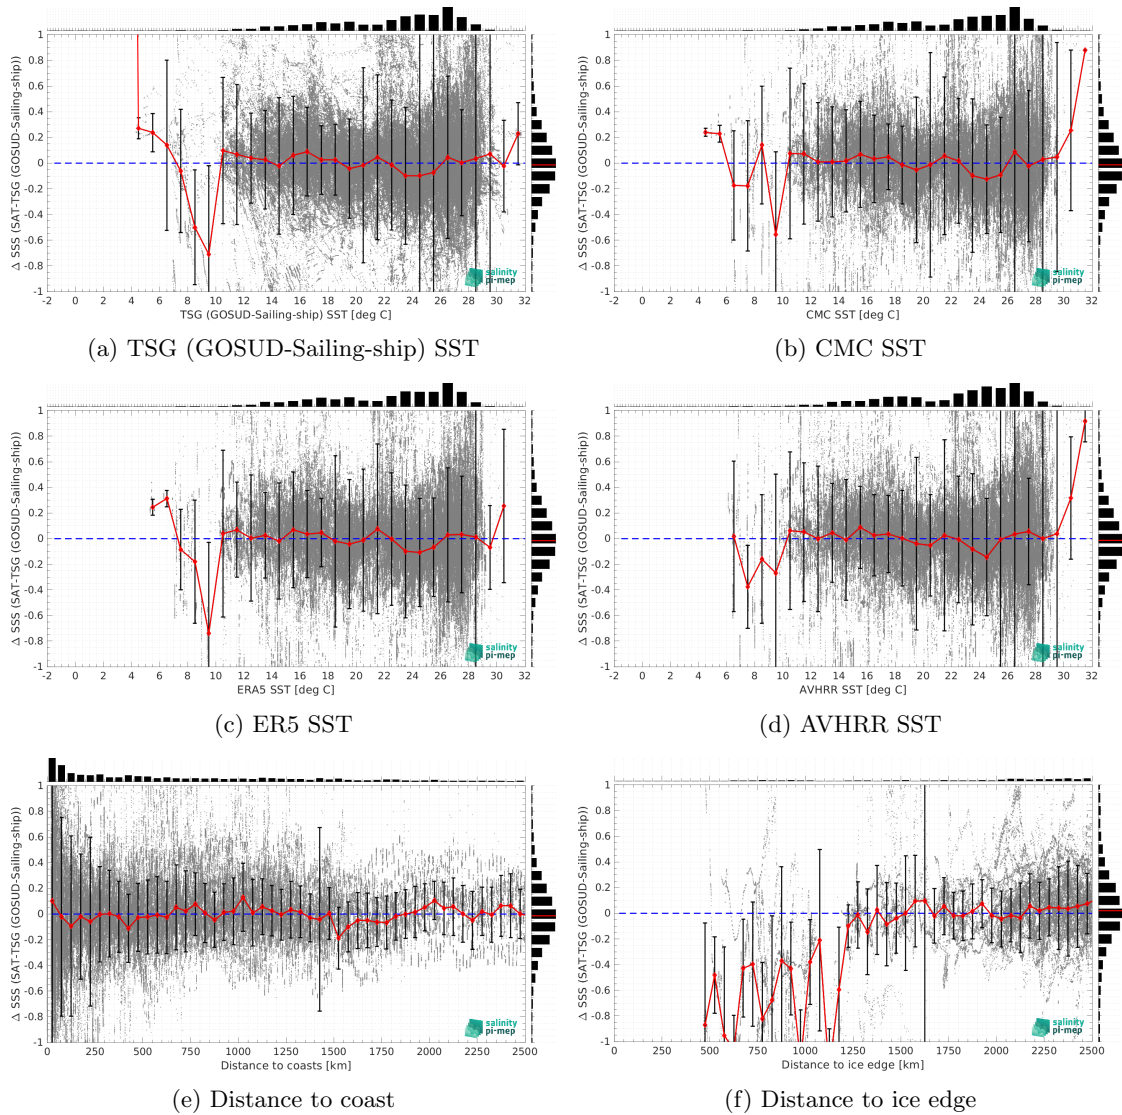 1
0.8
0.6
0.4
0.2
0
-0.2
-0.4
-0.6
-0.8
-1
Δ SSS (SAT-TSG (GOSUD-Sailing-ship))
-2 0 2 4 6 8 10 12 14 16 18 20 22 24 26 28 30 32
TSG (GOSUD-Sailing-ship) SST [deg C]
salinity
pi-mep
(a) TSG (GOSUD-Sailing-ship) SST
1
0.8
0.6
0.4
0.2
0
-0.2
-0.4
-0.6
-0.8
-1
Δ SSS (SAT-TSG (GOSUD-Sailing-ship))
-2 0 2 4 6 8 10 12 14 16 18 20 22 24 26 28 30 32
CMC SST [deg C]
salinity
pi-mep
(b) CMC SST
1
0.8
0.6
0.4
0.2
0
-0.2
-0.4
-0.6
-0.8
-1
Δ SSS (SAT-TSG (GOSUD-Sailing-ship))
-2 0 2 4 6 8 10 12 14 16 18 20 22 24 26 28 30 32
ERA5 SST [deg C]
salinity
pi-mep
(c) ER5 SST
1
0.8
0.6
0.4
0.2
0
-0.2
-0.4
-0.6
-0.8
-1
Δ SSS (SAT-TSG (GOSUD-Sailing-ship))
-2 0 2 4 6 8 10 12 14 16 18 20 22 24 26 28 30 32
AVHRR SST [deg C]
salinity
pi-mep
(d) AVHRR SST
1
0.8
0.6
0.4
0.2
0
-0.2
-0.4
-0.6
-0.8
-1
Δ SSS (SAT-TSG (GOSUD-Sailing-ship))
0 250 500 750 1000 1250 1500 1750 2000 2250 2500
Distance to coasts [km]
salinity
pi-mep
(e) Distance to coast
1
0.8
0.6
0.4
0.2
0
-0.2
-0.4
-0.6
-0.8
-1
Δ SSS (SAT-TSG (GOSUD-Sailing-ship))
0 250 500 750 1000 1250 1500 1750 2000 2250 2500
Distance to ice edge [km]
salinity
pi-mep
(f) Distance to ice edge